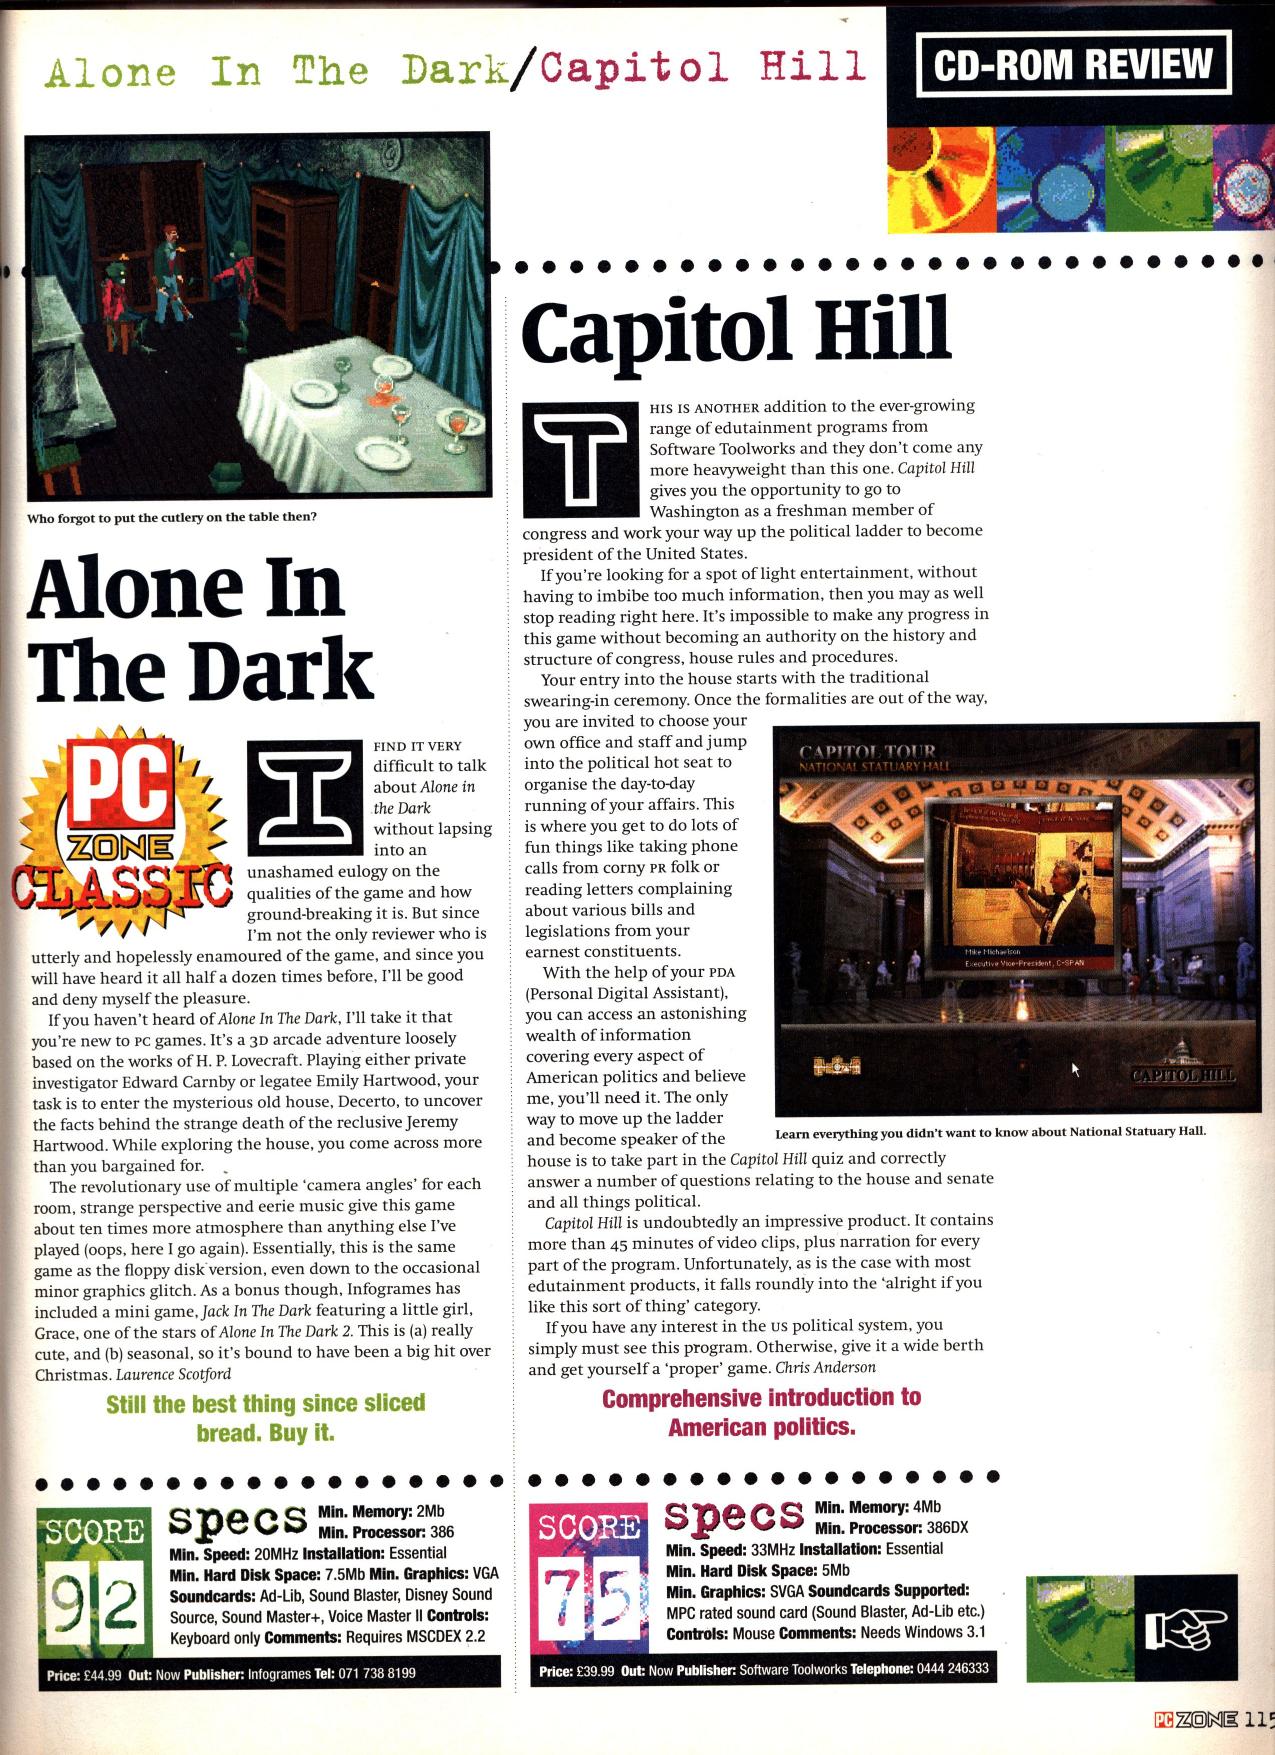 Alone In The Dark/Capitol Hill
CD-ROM REVIEW
Who forgot to put the cutlery on the table then?
Alone In
The Dark
PC
ZONE
CLASSIC
I FIND IT VERY
difficult to talk
about Alone in
the Dark
without lapsing
into an
unashamed eulogy on the
qualities of the game and how
ground-breaking it is. But since
I'm not the only reviewer who is
utterly and hopelessly enamoured of the game, and since you
will have heard it all half a dozen times before, I'll be good
and deny myself the pleasure.
If you haven't heard of Alone In The Dark, I'll take it that
you're new to PC games. It's a 3D arcade adventure loosely
based on the works of H. P. Lovecraft. Playing either private
investigator Edward Carnby or legatee Emily Hartwood, your
task is to enter the mysterious old house, Decerto, to uncover
the facts behind the strange death of the reclusive Jeremy
Hartwood. While exploring the house, you come across more
than you bargained for.
The revolutionary use of multiple 'camera angles' for each
room, strange perspective and eerie music give this game
about ten times more atmosphere than anything else I've
played (oops, here I go again). Essentially, this is the same
game as the floppy disk version, even down to the occasional
minor graphics glitch. As a bonus though, Infogrames has
included a mini game, Jack In The Dark featuring a little girl,
Grace, one of the stars of Alone In The Dark 2. This is (a) really
cute, and (b) seasonal, so it's bound to have been a big hit over
Christmas. Laurence Scotford
Still the best thing since sliced
bread. Buy it.
SCORE
92
specs
Min. Memory: 2Mb
Min. Processor: 386
Min. Speed: 20MHz Installation: Essential
Min. Hard Disk Space: 7.5Mb Min. Graphics: VGA
Soundcards: Ad-Lib, Sound Blaster, Disney Sound
Source, Sound Master+, Voice Master II Controls:
Keyboard only Comments: Requires MSCDEX 2.2
Price: £44.99 Out: Now Publisher: Infogrames Tel: 071 738 8199
Capitol Hill
THIS IS ANOTHER addition to the ever-growing
range of edutainment programs from
Software Toolworks and they don't come any
more heavyweight than this one. Capitol Hill
gives you the opportunity to go to
Washington as a freshman member of
congress and work your way up the political ladder to become
president of the United States.
If you're looking for a spot of light entertainment, without
having to imbibe too much information, then you may as well
stop reading right here. It's impossible to make any progress in
this game without becoming an authority on the history and
structure of congress, house rules and procedures.
Your entry into the house starts with the traditional
swearing-in ceremony. Once the formalities are out of the way,
you are invited to choose your
own office and staff and jump
into the political hot seat to
organise the day-to-day
running of your affairs. This
is where you get to do lots of
fun things like taking phone
calls from corny PR folk or
reading letters complaining
about various bills and
legislations from your
earnest constituents.
With the help of your PDA
(Personal Digital Assistant),
you can access an astonishing
wealth of information
covering every aspect of
American politics and believe
me, you'll need it. The only
way to move up the ladder
and become speaker of the
house is to take part in the Capitol Hill quiz and correctly
answer a number of questions relating to the house and senate
and all things political.
Capitol Hill is undoubtedly an impressive product. It contains
more than 45 minutes of video clips, plus narration for every
part of the program. Unfortunately, as is the case with most
edutainment products, it falls roundly into the 'alright if you
like this sort of thing' category.
If you have any interest in the US political system, you
simply must see this program. Otherwise, give it a wide berth
and get yourself a 'proper' game. Chris Anderson
Comprehensive introduction to
American politics.
CAPITOL TOUR
NATIONAL STATUARY HALL
Mike Michaelson
Executive Vice-President, C-SPAN
CAPITOL HILL
Learn everything you didn't want to know about National Statuary Hall.
SCORE
75
specs
Min. Memory: 4Mb
Min. Processor: 386DX
Min. Speed: 33MHz Installation: Essential
Min. Hard Disk Space: 5Mb
Min. Graphics: SVGA Soundcards Supported:
MPC rated sound card (Sound Blaster, Ad-Lib etc.)
Controls: Mouse Comments: Needs Windows 3.1
Price: £39.99 Out: Now Publisher: Software Toolworks Telephone: 0444 246333
PC ZONE 115